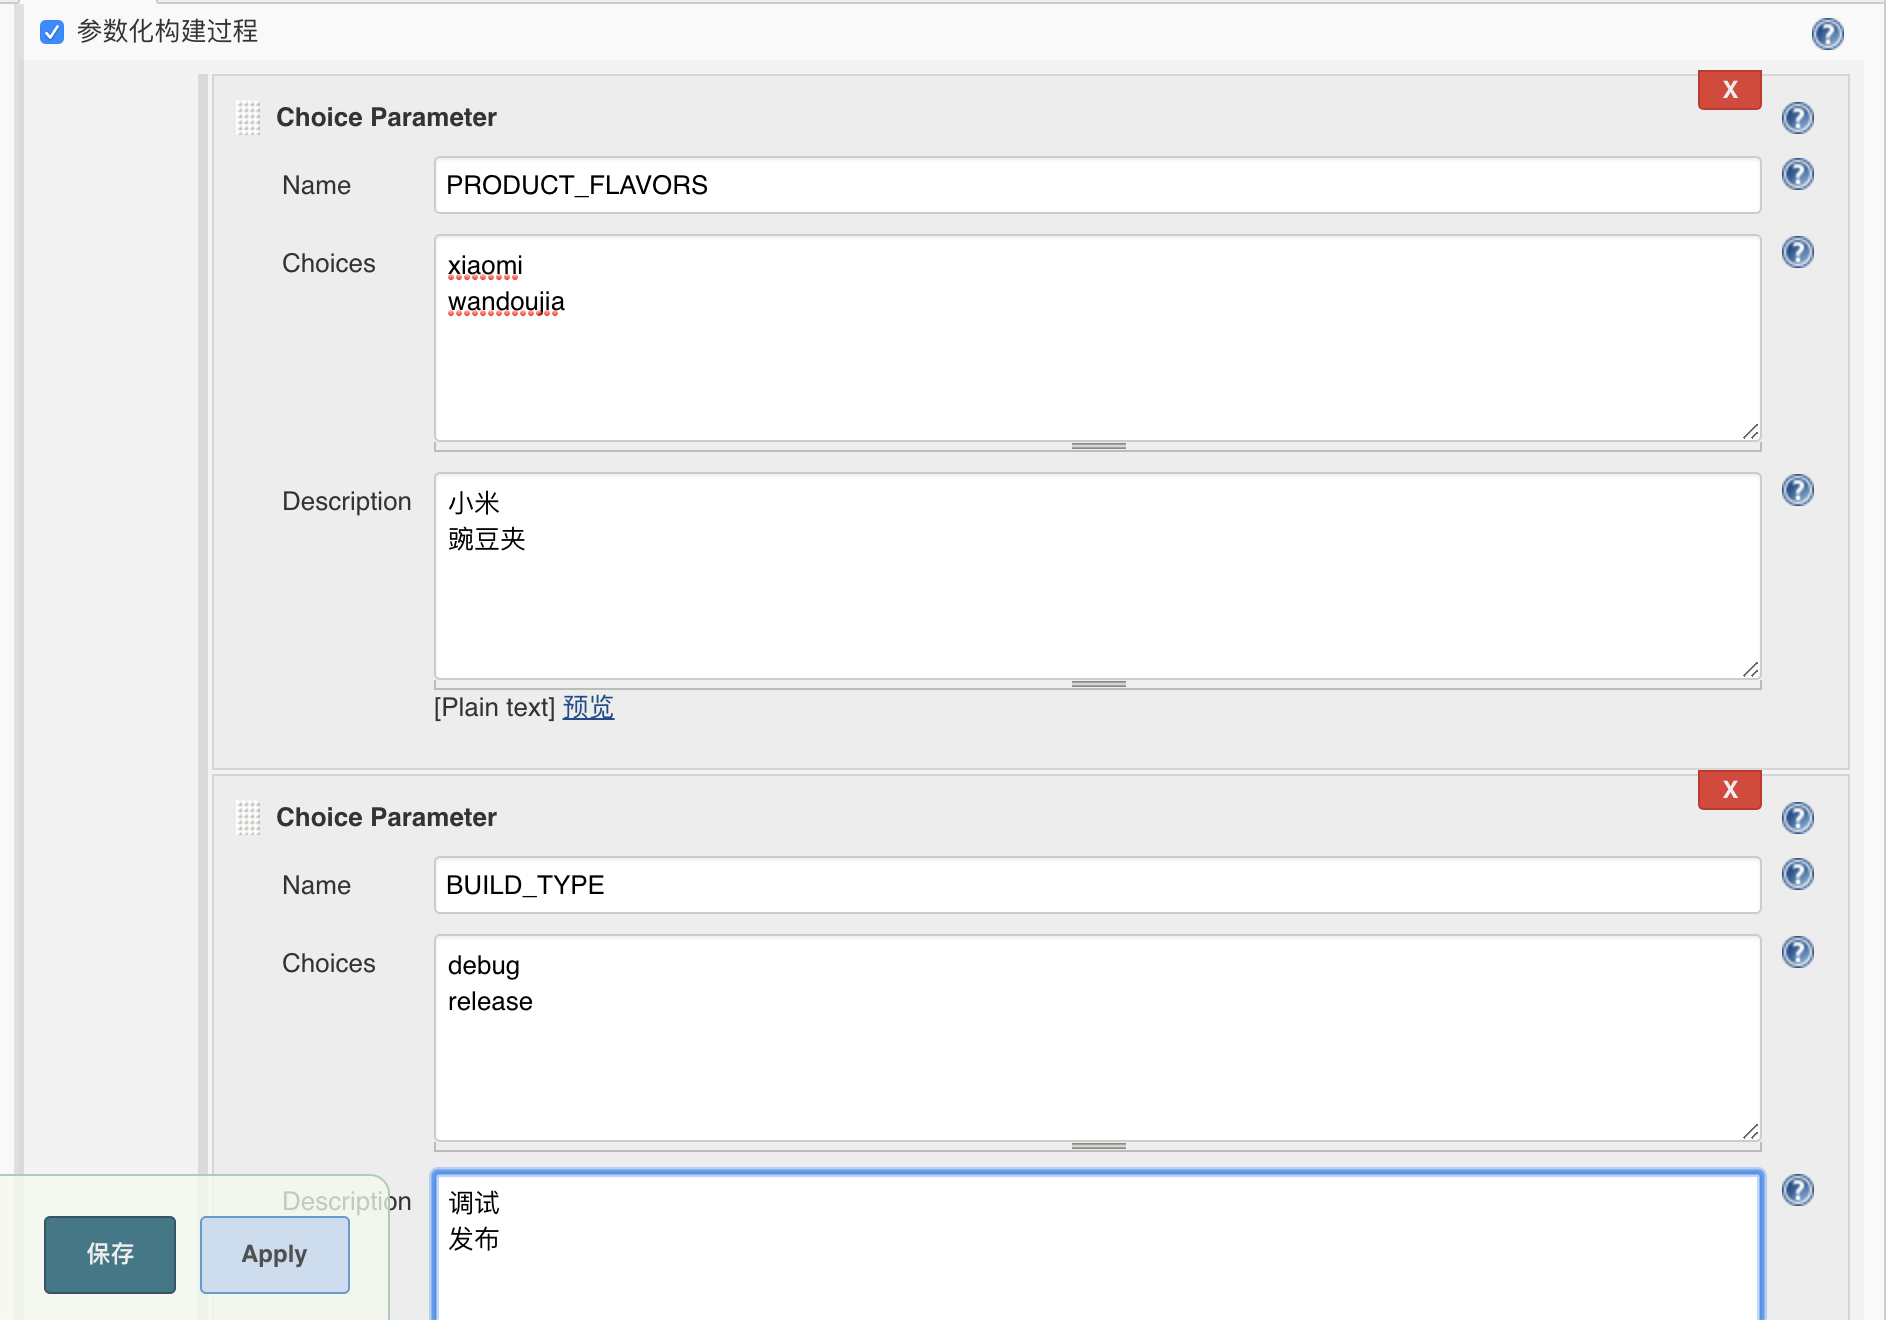 参数化构建过程
X
Choice Parameter
Name
PRODUCT_FLAVORS
Choices
xiaomi
wandoujia
Description
小米
豌豆夹
[Plain text] 预览
X
Choice Parameter
Name
BUILD_TYPE
Choices
debug
release
Description
调试
发布
保存
Apply